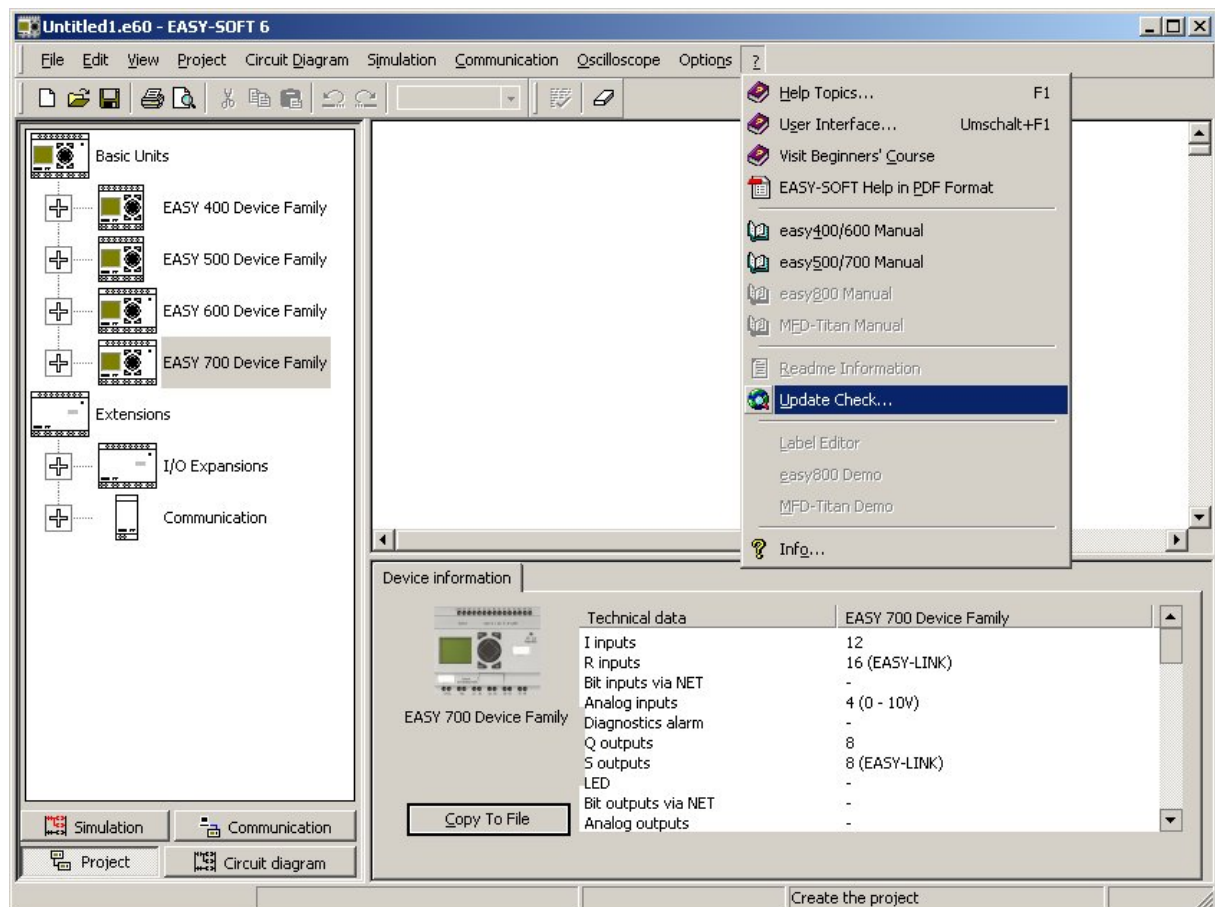 Untitled1.e60 - EASY-SOFT 6
File Edit View Project Circuit Diagram Simulation Communication Oscilloscope Options ?
Help Topics... F1
User Interface... Umschalt+F1
Visit Beginners' Course
EASY-SOFT Help in PDF Format
easy400/600 Manual
easy500/700 Manual
easy800 Manual
MFD-Titan Manual
Readme Information
Update Check...
Label Editor
easy800 Demo
MFD-Titan Demo
Info...
Basic Units
EASY 400 Device Family
EASY 500 Device Family
EASY 600 Device Family
EASY 700 Device Family
Extensions
I/O Expansions
Communication
Simulation Communication
Project Circuit diagram
Device information
EASY 700 Device Family
Copy To File
Technical data EASY 700 Device Family
I inputs 12
R inputs 16 (EASY-LINK)
Bit inputs via NET -
Analog inputs 4 (0 - 10V)
Diagnostics alarm -
Q outputs 8
S outputs 8 (EASY-LINK)
LED -
Bit outputs via NET -
Analog outputs -
Create the project